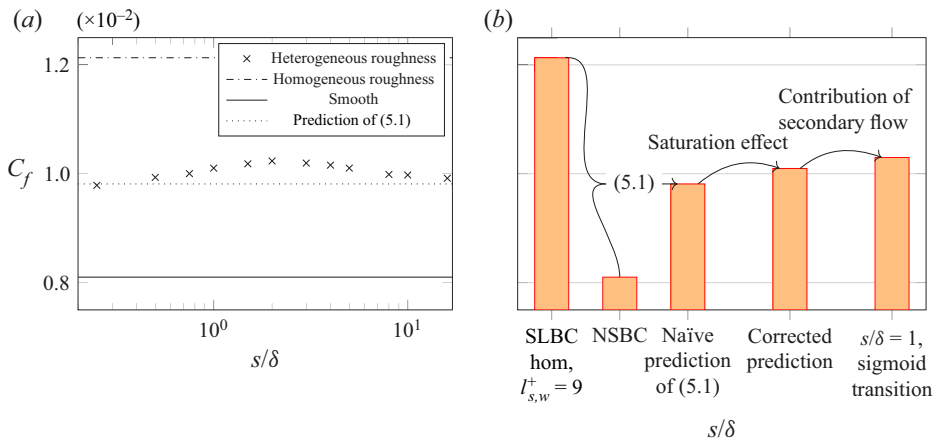 (a)
(×10⁻²)
1.2
1.0
0.8
C_f
Heterogeneous roughness
Homogeneous roughness
Smooth
Prediction of (5.1)
10⁰
10¹
s/δ
(b)
(5.1)
Saturation effect
Contribution of
secondary flow
SLBC
hom,
l⁺_{s,w} = 9
NSBC
Naïve
prediction
of (5.1)
Corrected
prediction
s/δ = 1,
sigmoid
transition
s/δ